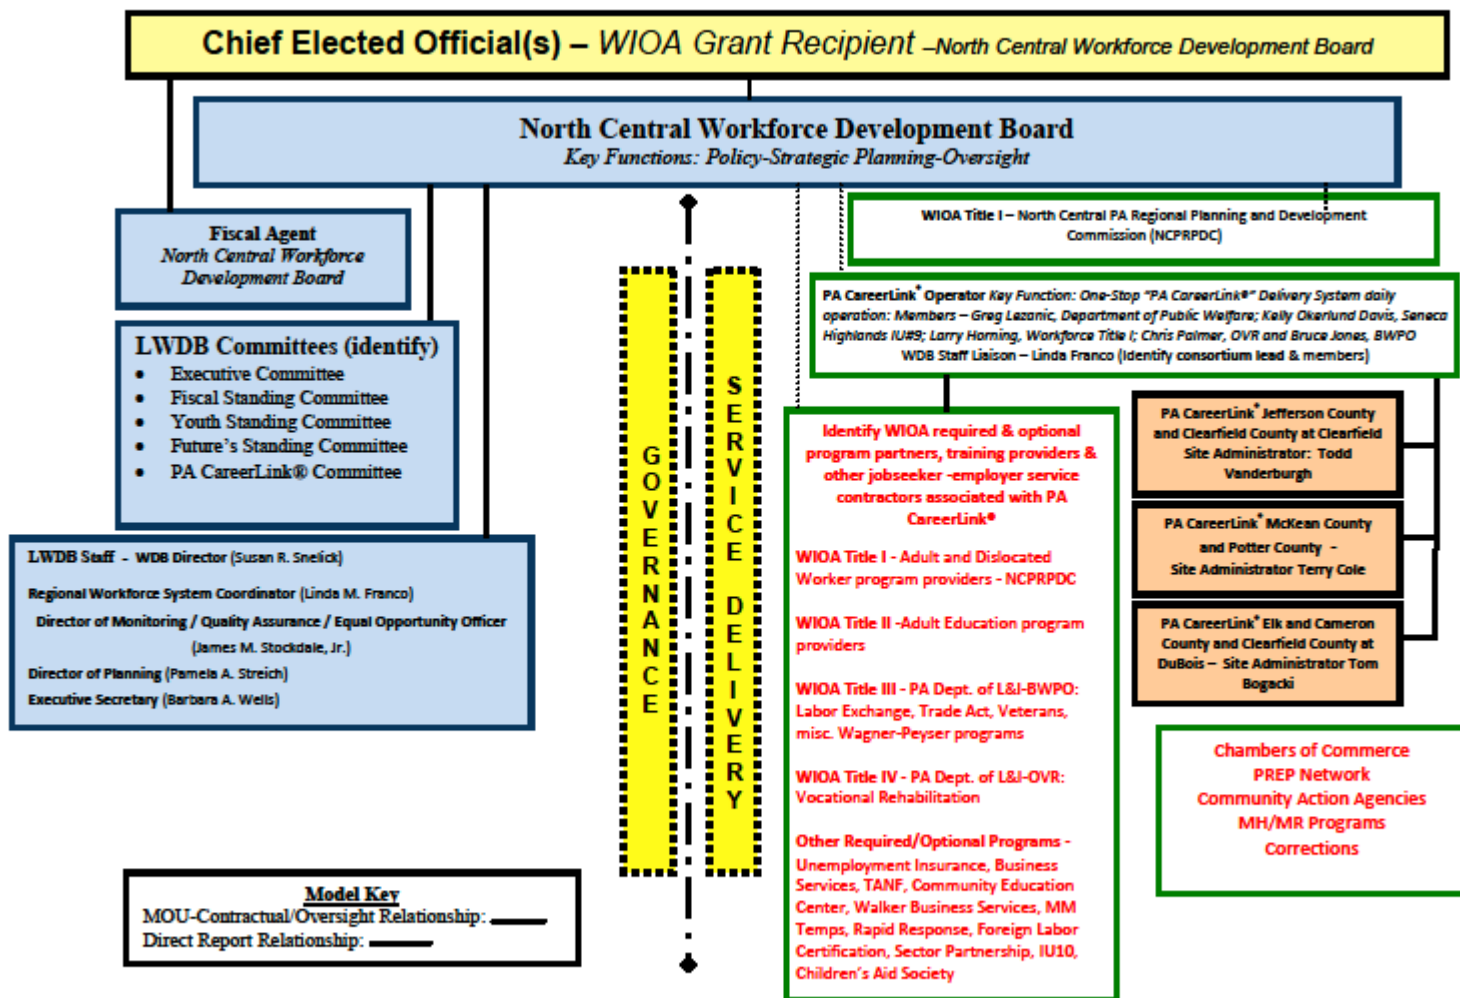 Chief Elected Official(s) – WIOA Grant Recipient –North Central Workforce Development Board
North Central Workforce Development Board
Key Functions: Policy-Strategic Planning-Oversight
Fiscal Agent
North Central Workforce
Development Board
LWDB Committees (identify)
• Executive Committee
• Fiscal Standing Committee
• Youth Standing Committee
• Future's Standing Committee
• PA CareerLink® Committee
LWDB Staff - WDB Director (Susan R. Snelick)
Regional Workforce System Coordinator (Linda M. Franco)
Director of Monitoring / Quality Assurance / Equal Opportunity Officer
(James M. Stockdale, Jr.)
Director of Planning (Pamela A. Streich)
Executive Secretary (Barbara A. Wells)
Model Key
MOU-Contractual/Oversight Relationship:
Direct Report Relationship:
GOVERNANCE
SERVICE DELIVERY
WIOA Title I – North Central PA Regional Planning and Development
Commission (NCPRPDC)
PA CareerLink® Operator Key Function: One-Stop "PA CareerLink®" Delivery System daily
operation: Members – Greg Lezanic, Department of Public Welfare; Kelly Okerlund Davis, Seneca
Highlands IU#9; Larry Horning, Workforce Title I; Chris Palmer, OVR and Bruce Jones, BWPO
WDB Staff Liaison – Linda Franco (Identify consortium lead & members)
Identify WIOA required & optional
program partners, training providers &
other jobseeker -employer service
contractors associated with PA
CareerLink®
WIOA Title I - Adult and Dislocated
Worker program providers - NCPRPDC
WIOA Title II -Adult Education program
providers
WIOA Title III - PA Dept. of L&I-BWPO:
Labor Exchange, Trade Act, Veterans,
misc. Wagner-Peyser programs
WIOA Title IV - PA Dept. of L&I-OVR:
Vocational Rehabilitation
Other Required/Optional Programs -
Unemployment Insurance, Business
Services, TANF, Community Education
Center, Walker Business Services, MM
Temps, Rapid Response, Foreign Labor
Certification, Sector Partnership, IU10,
Children's Aid Society
PA CareerLink® Jefferson County
and Clearfield County at Clearfield
Site Administrator: Todd
Vanderburgh
PA CareerLink® McKean County
and Potter County -
Site Administrator Terry Cole
PA CareerLink® Elk and Cameron
County and Clearfield County at
DuBois – Site Administrator Tom
Bogacki
Chambers of Commerce
PREP Network
Community Action Agencies
MH/MR Programs
Corrections